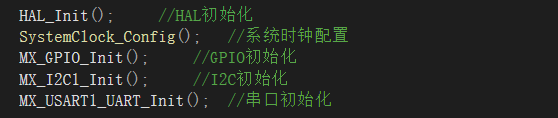 HAL_Init();    //HAL初始化
SystemClock_Config();   //系统时钟配置
MX_GPIO_Init();    //GPIO初始化
MX_I2C1_Init();    //I2C初始化
MX_USART1_UART_Init();  //串口初始化